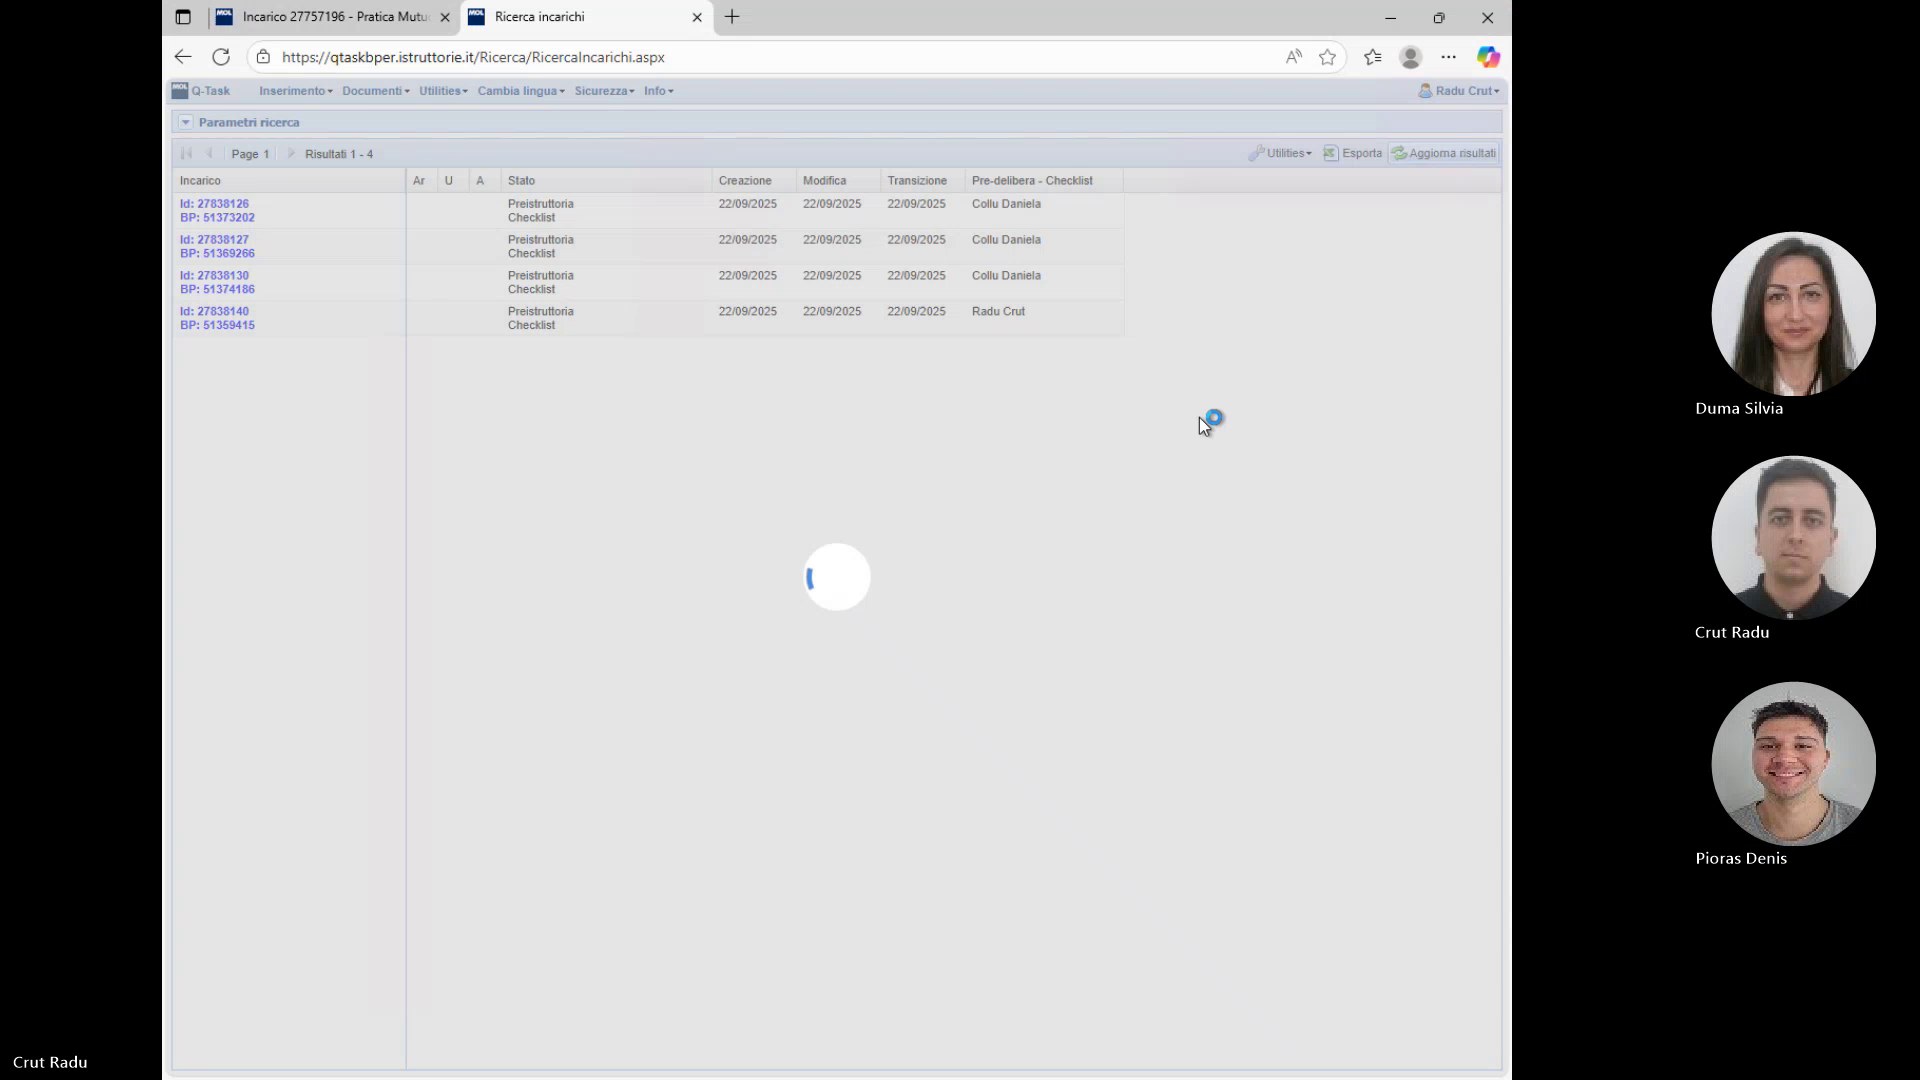 Incarico 27757196 - Pratica Mutu
Ricerca incarichi
https://qtaskbper.istruttorie.it/Ricerca/RicercaIncarichi.aspx
MOL Q-Task Inserimento Documenti Utilities Cambia lingua Sicurezza Info Radu Crut
Parametri ricerca
Page 1 Risultati 1 - 4 Utilities Esporta Aggiorna risultati
Incarico Ar U A Stato Creazione Modifica Transizione Pre-delibera - Checklist
Id: 27838126 Preistruttoria 22/09/2025 22/09/2025 22/09/2025 Collu Daniela
BP: 51373202 Checklist
Id: 27838127 Preistruttoria 22/09/2025 22/09/2025 22/09/2025 Collu Daniela
BP: 51369266 Checklist
Id: 27838130 Preistruttoria 22/09/2025 22/09/2025 22/09/2025 Collu Daniela
BP: 51374186 Checklist
Id: 27838140 Preistruttoria 22/09/2025 22/09/2025 22/09/2025 Radu Crut
BP: 51359415 Checklist
Duma Silvia
Crut Radu
Pioras Denis
Crut Radu